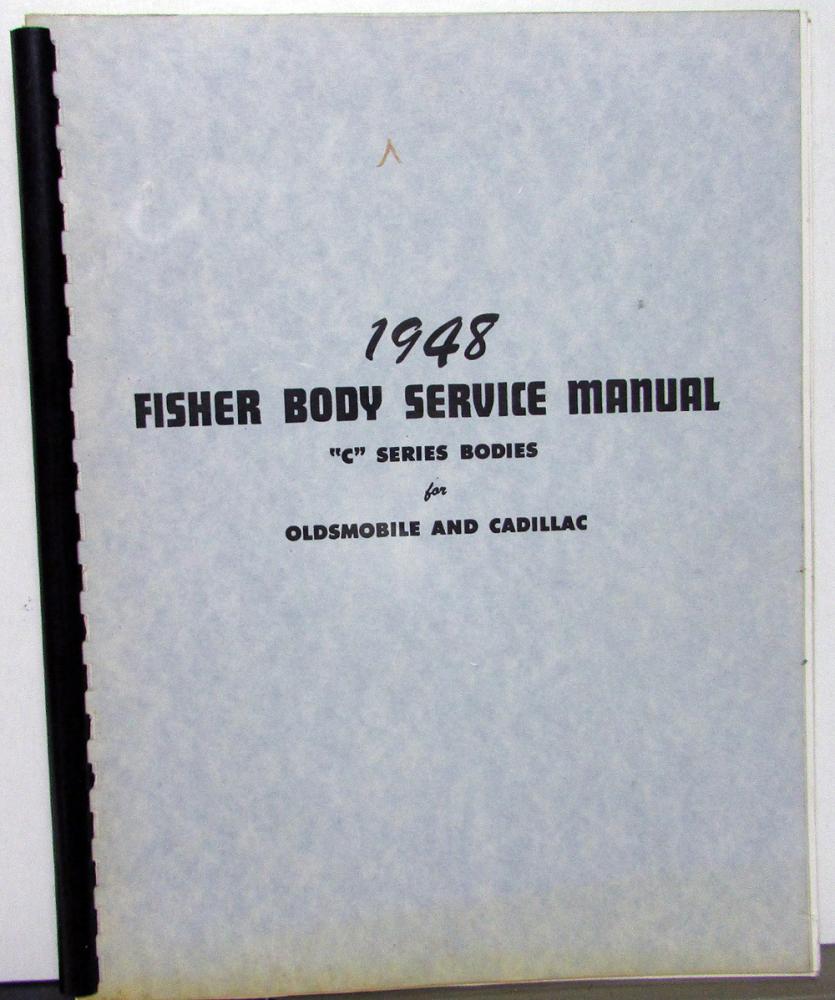 1948
FISHER BODY SERVICE MANUAL
"C" SERIES BODIES
for
OLDSMOBILE AND CADILLAC